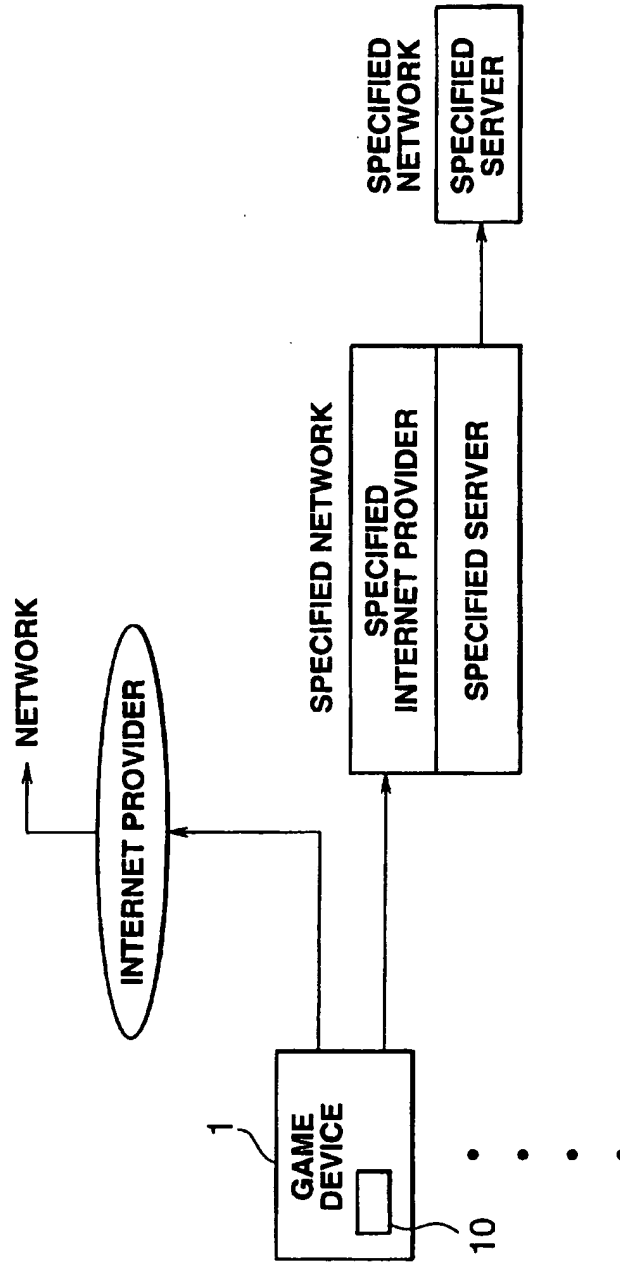 NETWORK
INTERNET PROVIDER
1
GAME
DEVICE
10
SPECIFIED NETWORK
SPECIFIED
INTERNET PROVIDER
SPECIFIED SERVER
SPECIFIED
NETWORK
SPECIFIED
SERVER